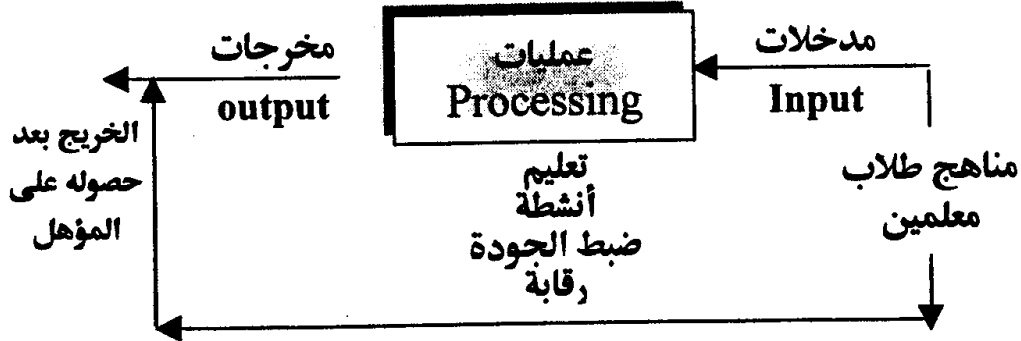 مدخلات
Input
مناهج طلاب
معلمين
عمليات
Processing
تعليم
أنشطة
ضبط الجودة
رقابة
مخرجات
output
الخريج بعد
حصوله على
المؤهل